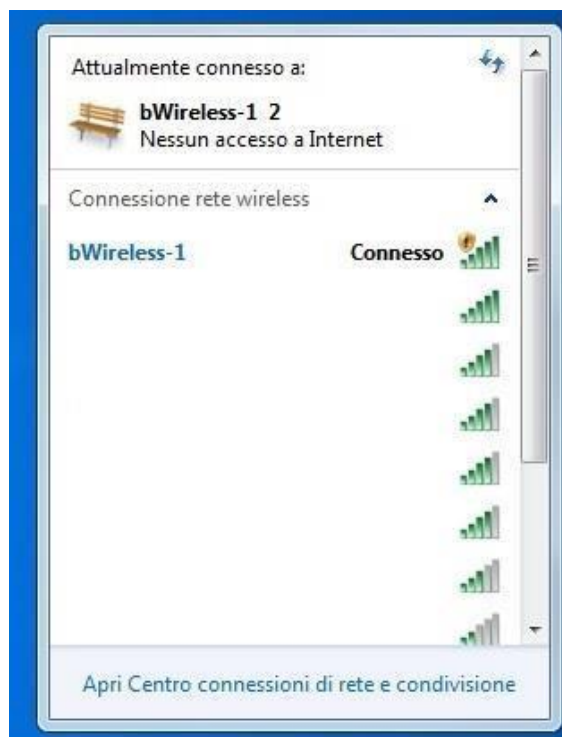 Attualmente connesso a:
bWireless-1 2
Nessun accesso a Internet
Connessione rete wireless
bWireless-1 Connesso
Apri Centro connessioni di rete e condivisione